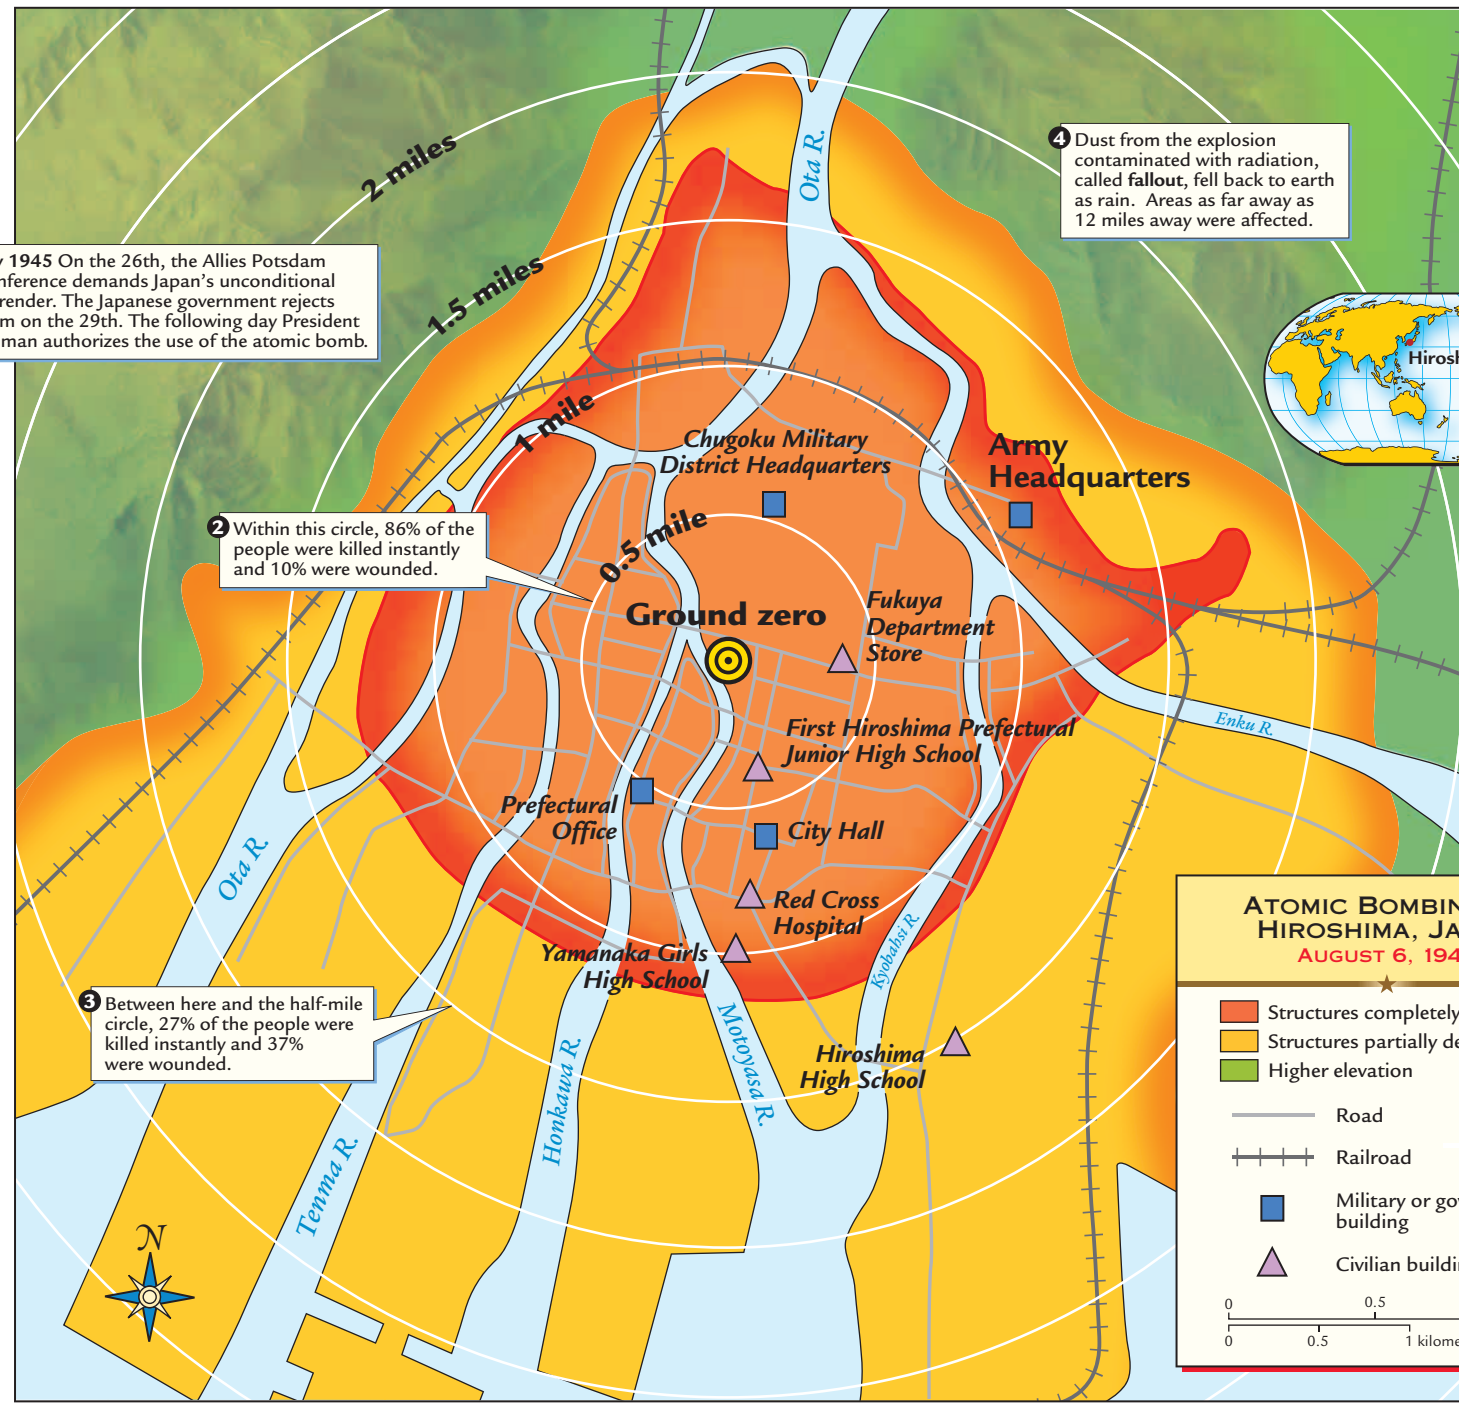 2 miles
1.5 miles
1 mile
0.5 mile
Ota R.
4 Dust from the explosion
contaminated with radiation,
called fallout, fell back to earth
as rain. Areas as far away as
12 miles away were affected.
y 1945 On the 26th, the Allies Potsdam
nference demands Japan's unconditional
render. The Japanese government rejects
m on the 29th. The following day President
man authorizes the use of the atomic bomb.
Hirosh
Chugoku Military
District Headquarters
Army
Headquarters
2 Within this circle, 86% of the
people were killed instantly
and 10% were wounded.
Ground zero
Fukuya
Department
Store
First Hiroshima Prefectural
Junior High School
Enku R.
Prefectural
Office
City Hall
Ota R.
Red Cross
Hospital
Yamanaka Girls
High School
Kyobahsi R.
3 Between here and the half-mile
circle, 27% of the people were
killed instantly and 37%
were wounded.
Motoyasa R.
Hiroshima
High School
Honkawa R.
Tenma R.
N
ATOMIC BOMBIN
HIROSHIMA, JA
AUGUST 6, 194
Structures completely
Structures partially de
Higher elevation
Road
Railroad
Military or gov
building
Civilian buildin
0 0.5
0 0.5 1 kilome